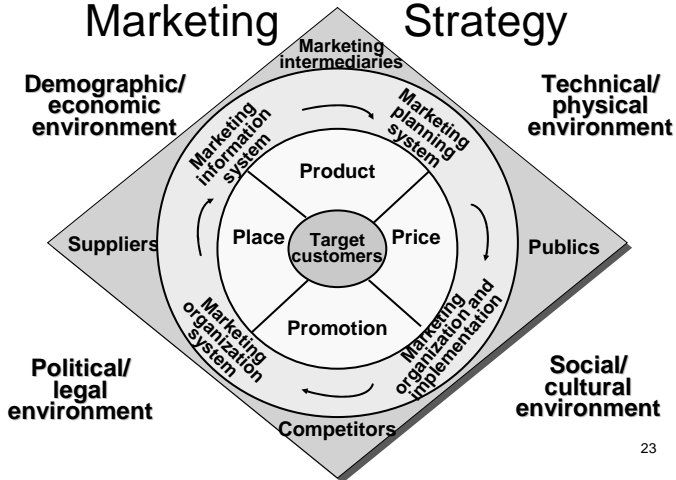 Marketing Strategy
Marketing
intermediaries
Demographic/
economic
environment
Technical/
physical
environment
Marketing
information
system
Marketing
planning
system
Product
Suppliers
Place
Target
customers
Price
Publics
Promotion
Marketing
organization
system
Marketing
organization and
implementation
Political/
legal
environment
Social/
cultural
environment
Competitors
23